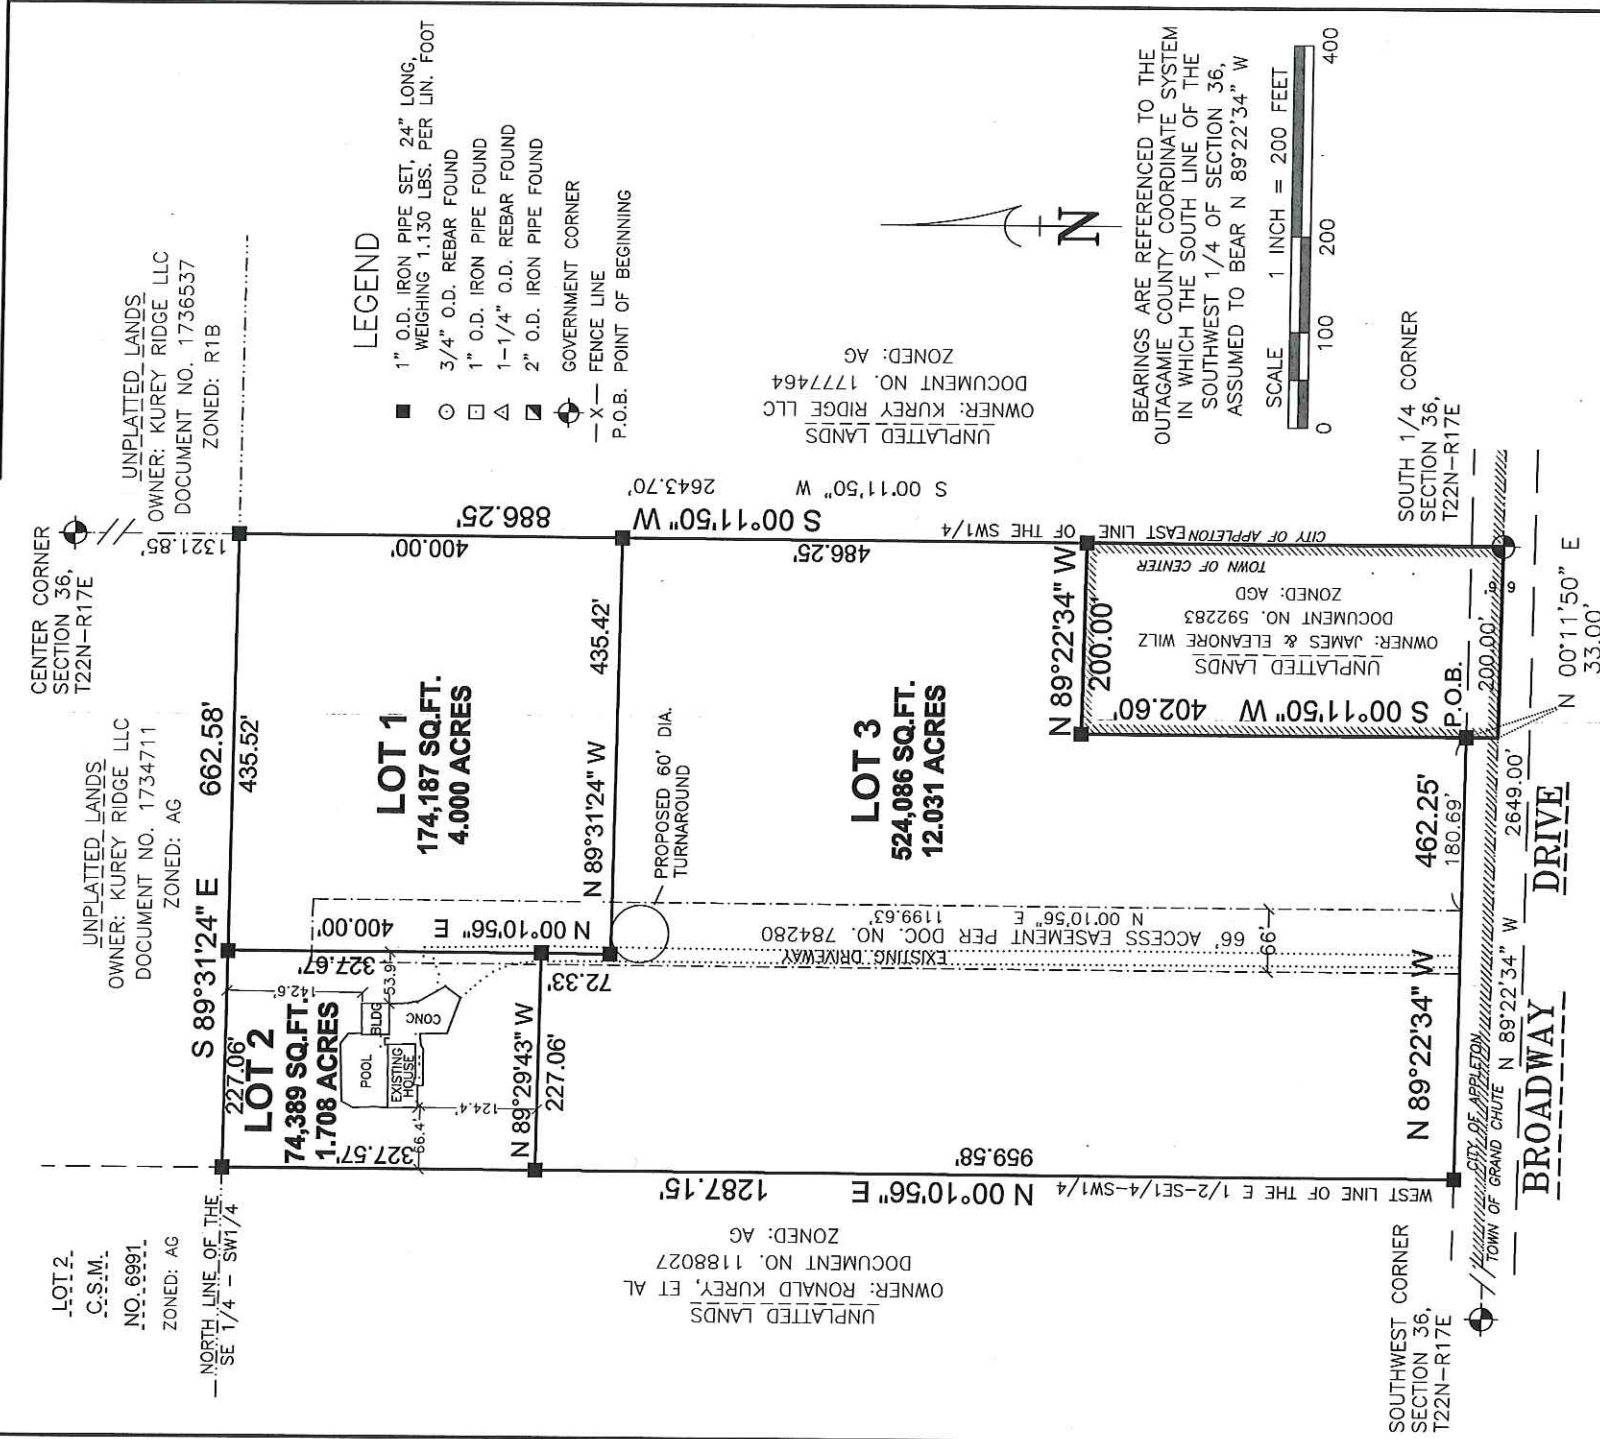 LOT 2
C.S.M.
NO. 6991
ZONED: AG
NORTH LINE OF THE
SE 1/4 - SW1/4
UNPLATTED LANDS
OWNER: KUREY RIDGE LLC
DOCUMENT NO. 1734711
ZONED: AG
CENTER CORNER
SECTION 36,
T22N-R17E
1321.85'
UNPLATTED LANDS
OWNER: KUREY RIDGE LLC
DOCUMENT NO. 1736537
ZONED: R1B
S 89°31'24" E 662.58'
227.06'
435.52'
LOT 2
74,389 SQ.FT.
1.708 ACRES
327.57'
327.67'
142.6'
53.9'
66.4'
124.4'
POOL
BLDG
CONC
EXISTING
HOUSE
N 89°29'43" W
227.06'
72.33'
LOT 1
174,187 SQ.FT.
4.000 ACRES
N 00°10'56" E 400.00'
N 89°31'24" W 435.42'
400.00'
886.25'
S 00°11'50" W
S 00°11'50" W 2643.70'
PROPOSED 60' DIA.
TURNAROUND
LOT 3
524,086 SQ.FT.
12.031 ACRES
486.25'
EAST LINE OF THE SW1/4
CITY OF APPLETON
TOWN OF CENTER
EXISTING DRIVEWAY
66' ACCESS EASEMENT PER DOC. NO. 784280
N 00°10'56" E 1199.63'
66'
N 00°10'56" E 1287.15'
959.58'
WEST LINE OF THE E 1/2-SE1/4-SW1/4
UNPLATTED LANDS
OWNER: RONALD KUREY, ET AL
DOCUMENT NO. 1188027
ZONED: AG
N 89°22'34" W
200.00'
S 00°11'50" W 402.60'
UNPLATTED LANDS
OWNER: JAMES & ELEANORE WILZ
DOCUMENT NO. 592283
ZONED: AGD
P.O.B.
200.00'
N 89°22'34" W 462.25'
180.69'
N 89°22'34" W 2649.00'
N 00°11'50" E
33.00'
CITY OF APPLETON
TOWN OF GRAND CHUTE
BROADWAY DRIVE
SOUTHWEST CORNER
SECTION 36,
T22N-R17E
SOUTH 1/4 CORNER
SECTION 36,
T22N-R17E
LEGEND
1" O.D. IRON PIPE SET, 24" LONG,
WEIGHING 1.130 LBS. PER LIN. FOOT
3/4" O.D. REBAR FOUND
1" O.D. IRON PIPE FOUND
1-1/4" O.D. REBAR FOUND
2" O.D. IRON PIPE FOUND
GOVERNMENT CORNER
—X— FENCE LINE
P.O.B. POINT OF BEGINNING
UNPLATTED LANDS
OWNER: KUREY RIDGE LLC
DOCUMENT NO. 1777464
ZONED: AG
N
BEARINGS ARE REFERENCED TO THE
OUTAGAMIE COUNTY COORDINATE SYSTEM
IN WHICH THE SOUTH LINE OF THE
SOUTHWEST 1/4 OF SECTION 36,
ASSUMED TO BEAR N 89°22'34" W
SCALE 1 INCH = 200 FEET
0 100 200 400